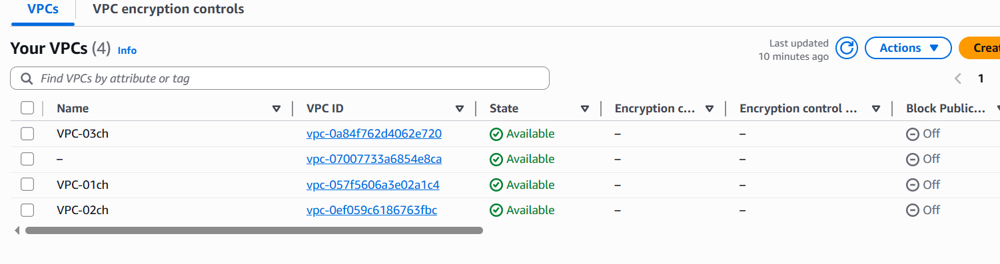 VPCs VPC encryption controls
Your VPCs (4) Info
Last updated
10 minutes ago
Actions
Creat
Find VPCs by attribute or tag
1
Name VPC ID State Encryption c... Encryption control ... Block Public...
VPC-03ch vpc-0a84f762d4062e720 Available – – Off
– vpc-07007733a6854e8ca Available – – Off
VPC-01ch vpc-057f5606a3e02a1c4 Available – – Off
VPC-02ch vpc-0ef059c6186763fbc Available – – Off